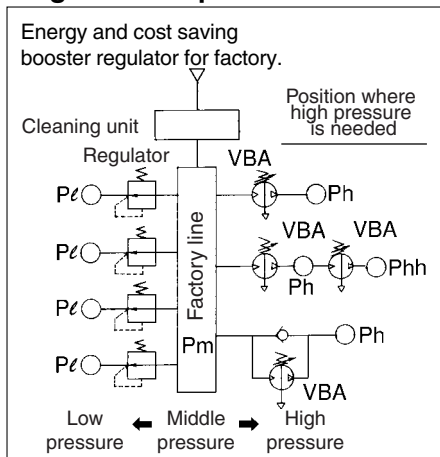 Energy and cost saving
booster regulator for factory.
Cleaning unit
Position where
high pressure
is needed
Regulator
VBA
Pℓ
Ph
VBA
VBA
Pℓ
Ph
Phh
Factory line
Pℓ
Pm
Ph
Pℓ
VBA
Low
pressure
Middle
pressure
High
pressure